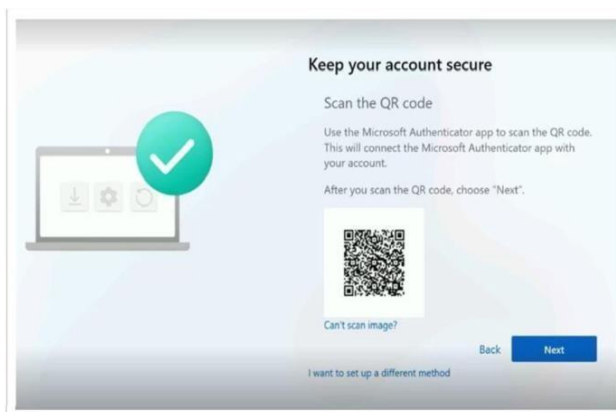 Keep your account secure
Scan the QR code
Use the Microsoft Authenticator app to scan the QR code.
This will connect the Microsoft Authenticator app with
your account.
After you scan the QR code, choose "Next".
Can't scan image?
Back
Next
I want to set up a different method